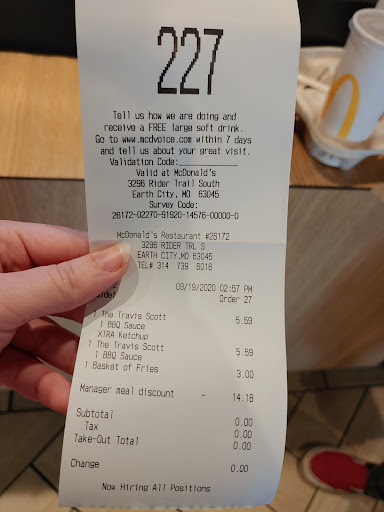 227
Tell us how we are doing and
receive a FREE large soft drink.
Go to www.mcdvoice.com within 7 days
and tell us about your great visit.
Validation Code:____________
Valid at McDonald's
3296 Rider Trail South
Earth City, MO 63045
Survey Code:
26172-02270-91920-14576-00000-0
McDonald's Restaurant #26172
3296 RIDER TRL S
EARTH CITY,MO 63045
TEL# 314 739 6016
09/19/2020 02:57 PM
Order 27
1 The Travis Scott 5.59
1 BBQ Sauce
XTRA Ketchup
1 The Travis Scott 5.59
1 BBQ Sauce
1 Basket of Fries 3.00
Manager meal discount - 14.18
Subtotal 0.00
Tax 0.00
Take-Out Total 0.00
Change 0.00
Now Hiring All Positions